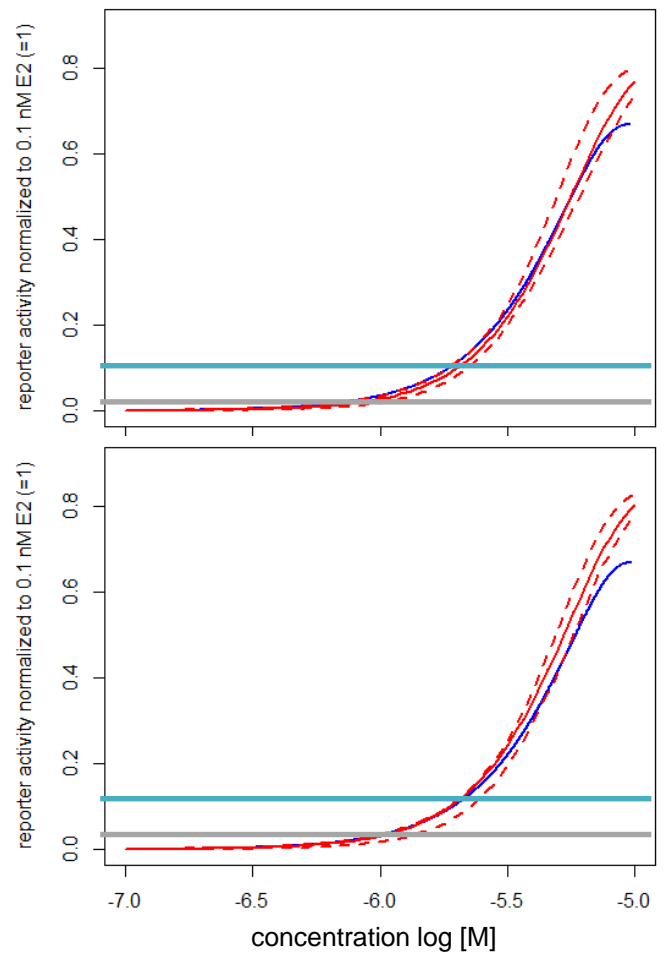 reporter activity normalized to 0.1 nM E2 (=1)
0.8
0.6
0.4
0.2
0.0
reporter activity normalized to 0.1 nM E2 (=1)
0.8
0.6
0.4
0.2
0.0
-7.0 -6.5 -6.0 -5.5 -5.0
concentration log [M]